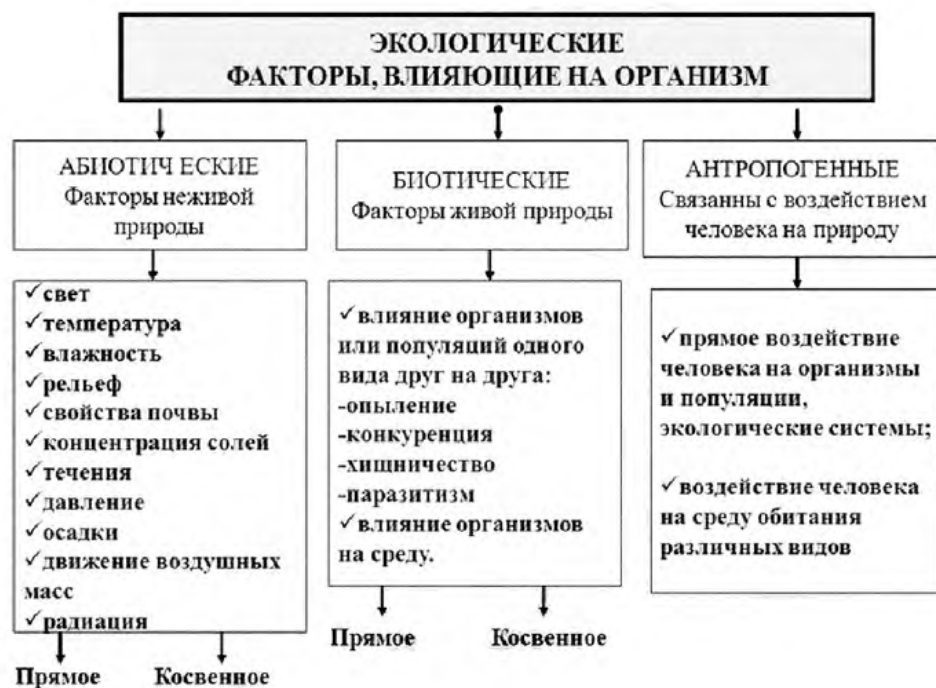 ЭКОЛОГИЧЕСКИЕ
ФАКТОРЫ, ВЛИЯЮЩИЕ НА ОРГАНИЗМ
АБИОТИЧ ЕСКИЕ
Факторы неживой
природы
✓свет
✓температура
✓влажность
✓рельеф
✓свойства почвы
✓концентрация солей
✓течения
✓давление
✓осадки
✓движение воздушных
масс
✓радиация
Прямое Косвенное
БИОТИЧЕСКИЕ
Факторы живой природы
✓влияние организмов
или популяций одного
вида друг на друга:
-опыление
-конкуренция
-хищничество
-паразитизм
✓влияние организмов
на среду.
Прямое Косвенное
АНТРОПОГЕННЫЕ
Связанны с воздействием
человека на природу
✓прямое воздействие
человека на организмы
и популяции,
экологические системы;
✓воздействие человека
на среду обитания
различных видов